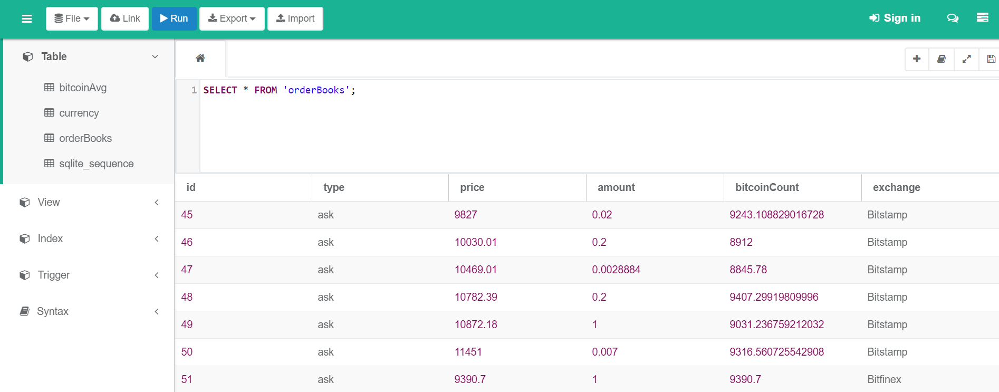 File Link Run Export Import Sign in
Table
bitcoinAvg
currency
orderBooks
sqlite_sequence
View
Index
Trigger
Syntax
1 SELECT * FROM 'orderBooks';
id type price amount bitcoinCount exchange
45 ask 9827 0.02 9243.108829016728 Bitstamp
46 ask 10030.01 0.2 8912 Bitstamp
47 ask 10469.01 0.0028884 8845.78 Bitstamp
48 ask 10782.39 0.2 9407.29919809996 Bitstamp
49 ask 10872.18 1 9031.236759212032 Bitstamp
50 ask 11451 0.007 9316.560725542908 Bitstamp
51 ask 9390.7 1 9390.7 Bitfinex